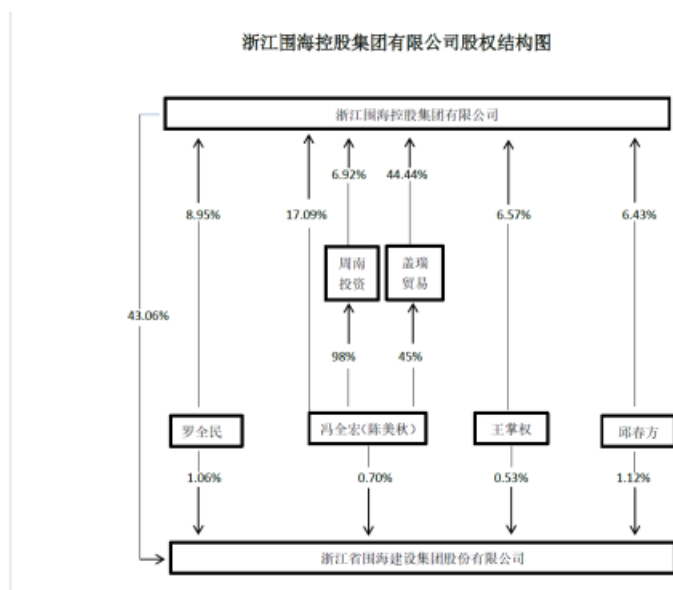 浙江围海控股集团有限公司股权结构图
浙江围海控股集团有限公司
6.92%
44.44%
8.95%
17.09%
6.57%
6.43%
周南
投资
盖瑞
贸易
43.06%
98%
45%
罗全民
冯全宏(陈美秋)
王掌权
邱春方
1.06%
0.70%
0.53%
1.12%
浙江省围海建设集团股份有限公司